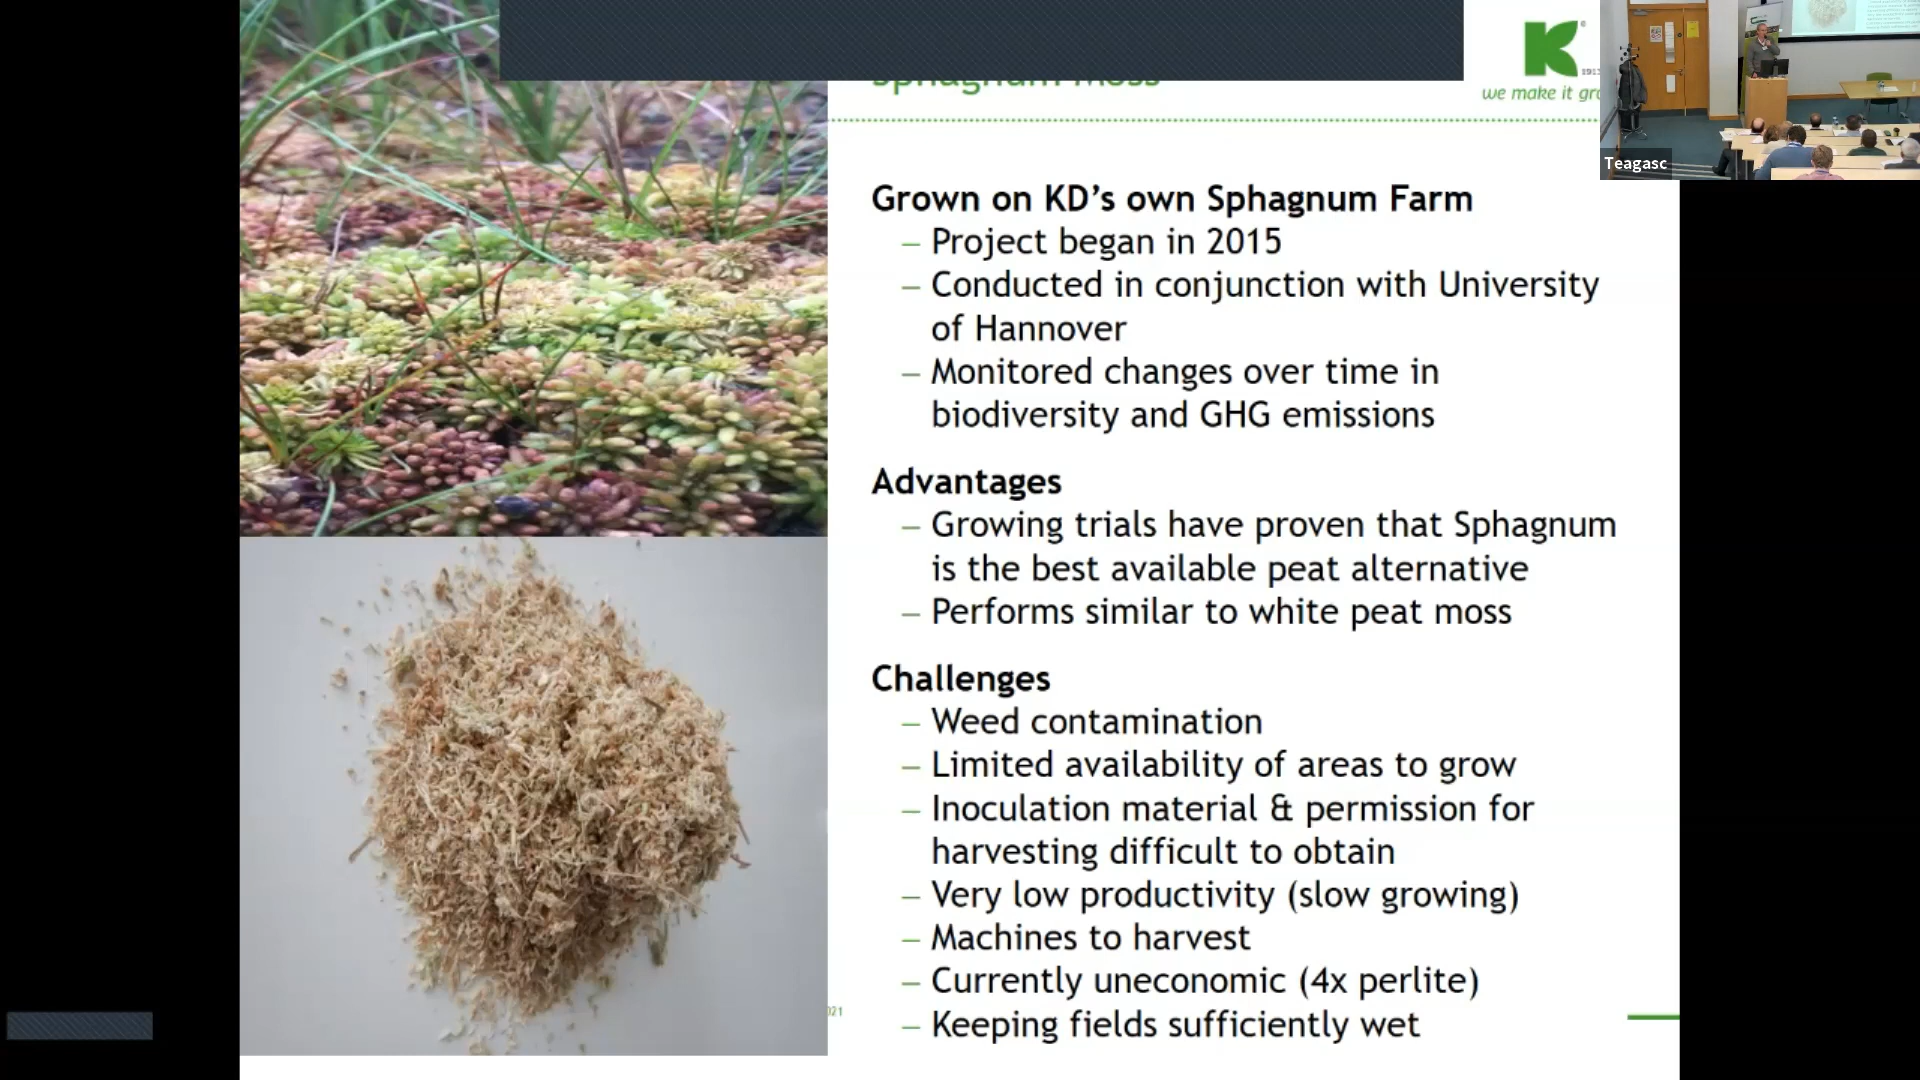 Sphagnum Moss
we make it gro
Teagasc
Grown on KD's own Sphagnum Farm
– Project began in 2015
– Conducted in conjunction with University
of Hannover
– Monitored changes over time in
biodiversity and GHG emissions
Advantages
– Growing trials have proven that Sphagnum
is the best available peat alternative
– Performs similar to white peat moss
Challenges
– Weed contamination
– Limited availability of areas to grow
– Inoculation material & permission for
harvesting difficult to obtain
– Very low productivity (slow growing)
– Machines to harvest
– Currently uneconomic (4x perlite)
– Keeping fields sufficiently wet
021